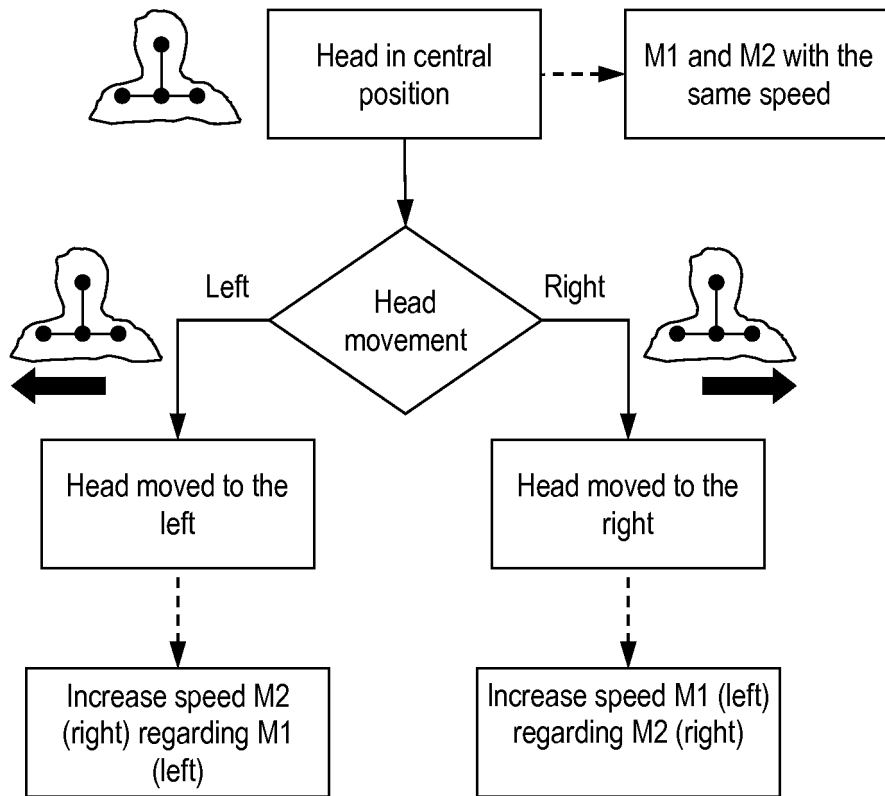 Head in central
position
M1 and M2 with the
same speed
Left
Head
movement
Right
Head moved to the
left
Head moved to the
right
Increase speed M2
(right) regarding M1
(left)
Increase speed M1 (left)
regarding M2 (right)